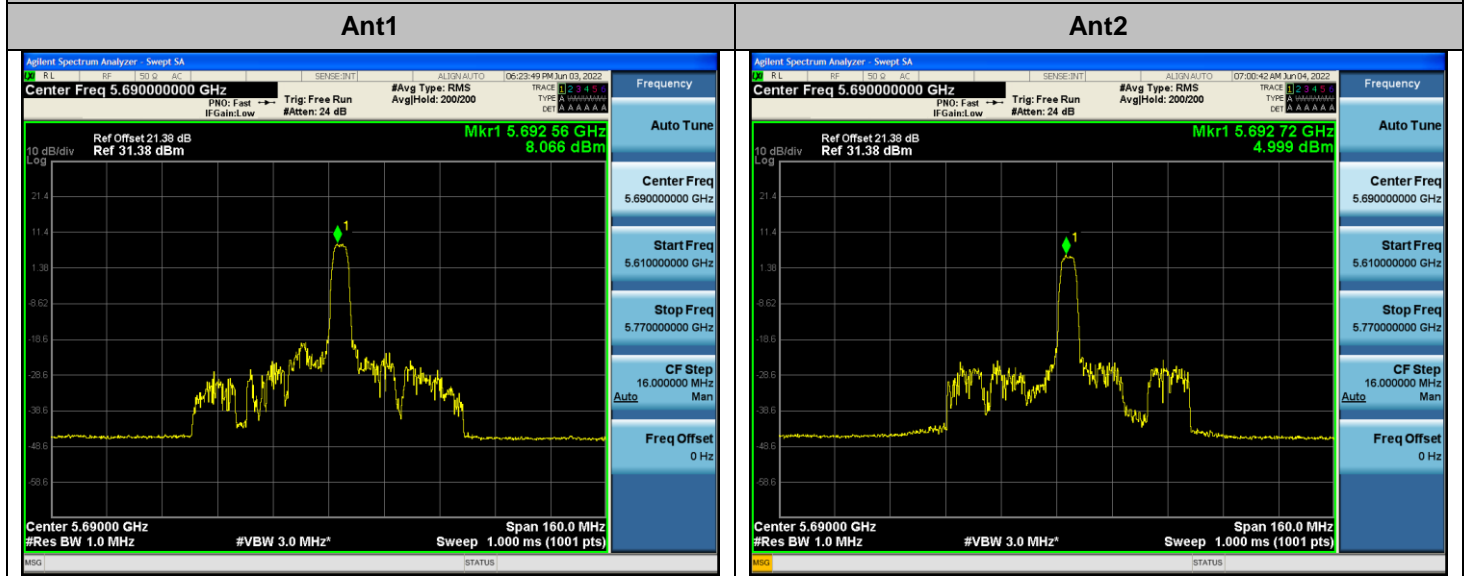 Ant1
Ant2
Agilent Spectrum Analyzer - Swept SA
RL RF 50 Ω AC SENSE:INT ALIGN AUTO 06:23:49 PM Jun 03, 2022
Center Freq 5.690000000 GHz
PNO: Fast
IFGain:Low
Trig: Free Run
#Atten: 24 dB
#Avg Type: RMS
Avg|Hold: 200/200
TRACE 1 2 3 4 5 6
TYPE A
DET A A A A A A
Ref Offset 21.38 dB
Ref 31.38 dBm
10 dB/div
Log
Mkr1 5.692 56 GHz
8.066 dBm
21.4
11.4
1.38
-8.62
-18.6
-28.6
-38.6
-48.6
-58.6
1
Center 5.69000 GHz
Span 160.0 MHz
#Res BW 1.0 MHz
#VBW 3.0 MHz*
Sweep 1.000 ms (1001 pts)
MSG
STATUS
Frequency
Auto Tune
Center Freq
5.690000000 GHz
Start Freq
5.610000000 GHz
Stop Freq
5.770000000 GHz
CF Step
16.000000 MHz
Auto Man
Freq Offset
0 Hz
Agilent Spectrum Analyzer - Swept SA
RL RF 50 Ω AC SENSE:INT ALIGN AUTO 07:00:42 AM Jun 04, 2022
Center Freq 5.690000000 GHz
PNO: Fast
IFGain:Low
Trig: Free Run
#Atten: 24 dB
#Avg Type: RMS
Avg|Hold: 200/200
TRACE 1 2 3 4 5 6
TYPE A
DET A A A A A A
Ref Offset 21.38 dB
Ref 31.38 dBm
10 dB/div
Log
Mkr1 5.692 72 GHz
4.999 dBm
21.4
11.4
1.38
-8.62
-18.6
-28.6
-38.6
-48.6
-58.6
1
Center 5.69000 GHz
Span 160.0 MHz
#Res BW 1.0 MHz
#VBW 3.0 MHz*
Sweep 1.000 ms (1001 pts)
MSG
STATUS
Frequency
Auto Tune
Center Freq
5.690000000 GHz
Start Freq
5.610000000 GHz
Stop Freq
5.770000000 GHz
CF Step
16.000000 MHz
Auto Man
Freq Offset
0 Hz